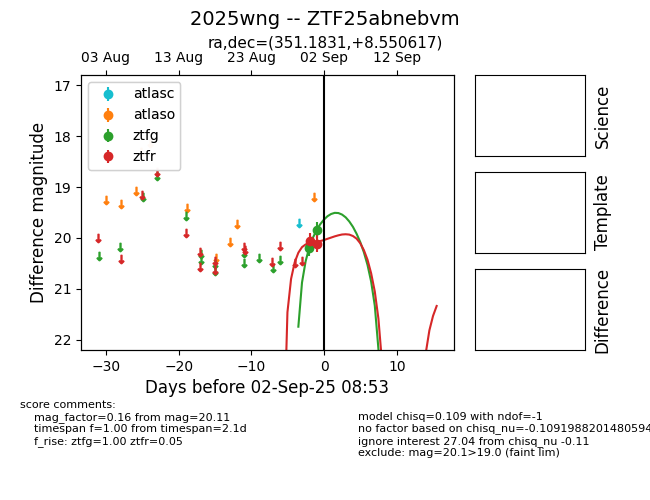 2025wng -- ZTF25abnebvm
ra,dec=(351.1831,+8.550617)
03 Aug 13 Aug 23 Aug 02 Sep 12 Sep
17
18
19
20
21
22
Difference magnitude
atlasc
atlaso
ztfg
ztfr
−30 −20 −10 0 10
Days before 02-Sep-25 08:53
Science
Template
Difference
score comments:
mag_factor=0.16 from mag=20.11
timespan f=1.00 from timespan=2.1d
f_rise: ztfg=1.00 ztfr=0.05
model chisq=0.109 with ndof=-1
no factor based on chisq_nu=-0.1091988201480594
ignore interest 27.04 from chisq_nu -0.11
exclude: mag=20.1>19.0 (faint lim)